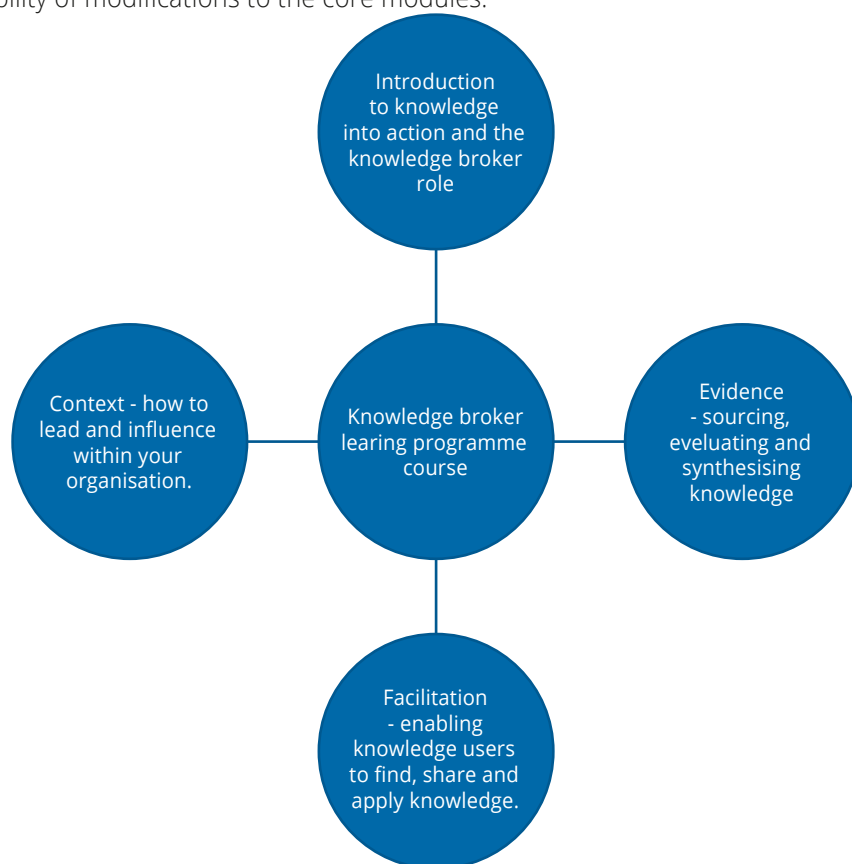 bility of modifications to the core modules.
Introduction
to knowledge
into action and the
knowledge broker
role
Context - how to
lead and influence
within your
organisation.
Knowledge broker
learing programme
course
Evidence
- sourcing,
eveluating and
synthesising
knowledge
Facilitation
- enabling
knowledge users
to find, share and
apply knowledge.